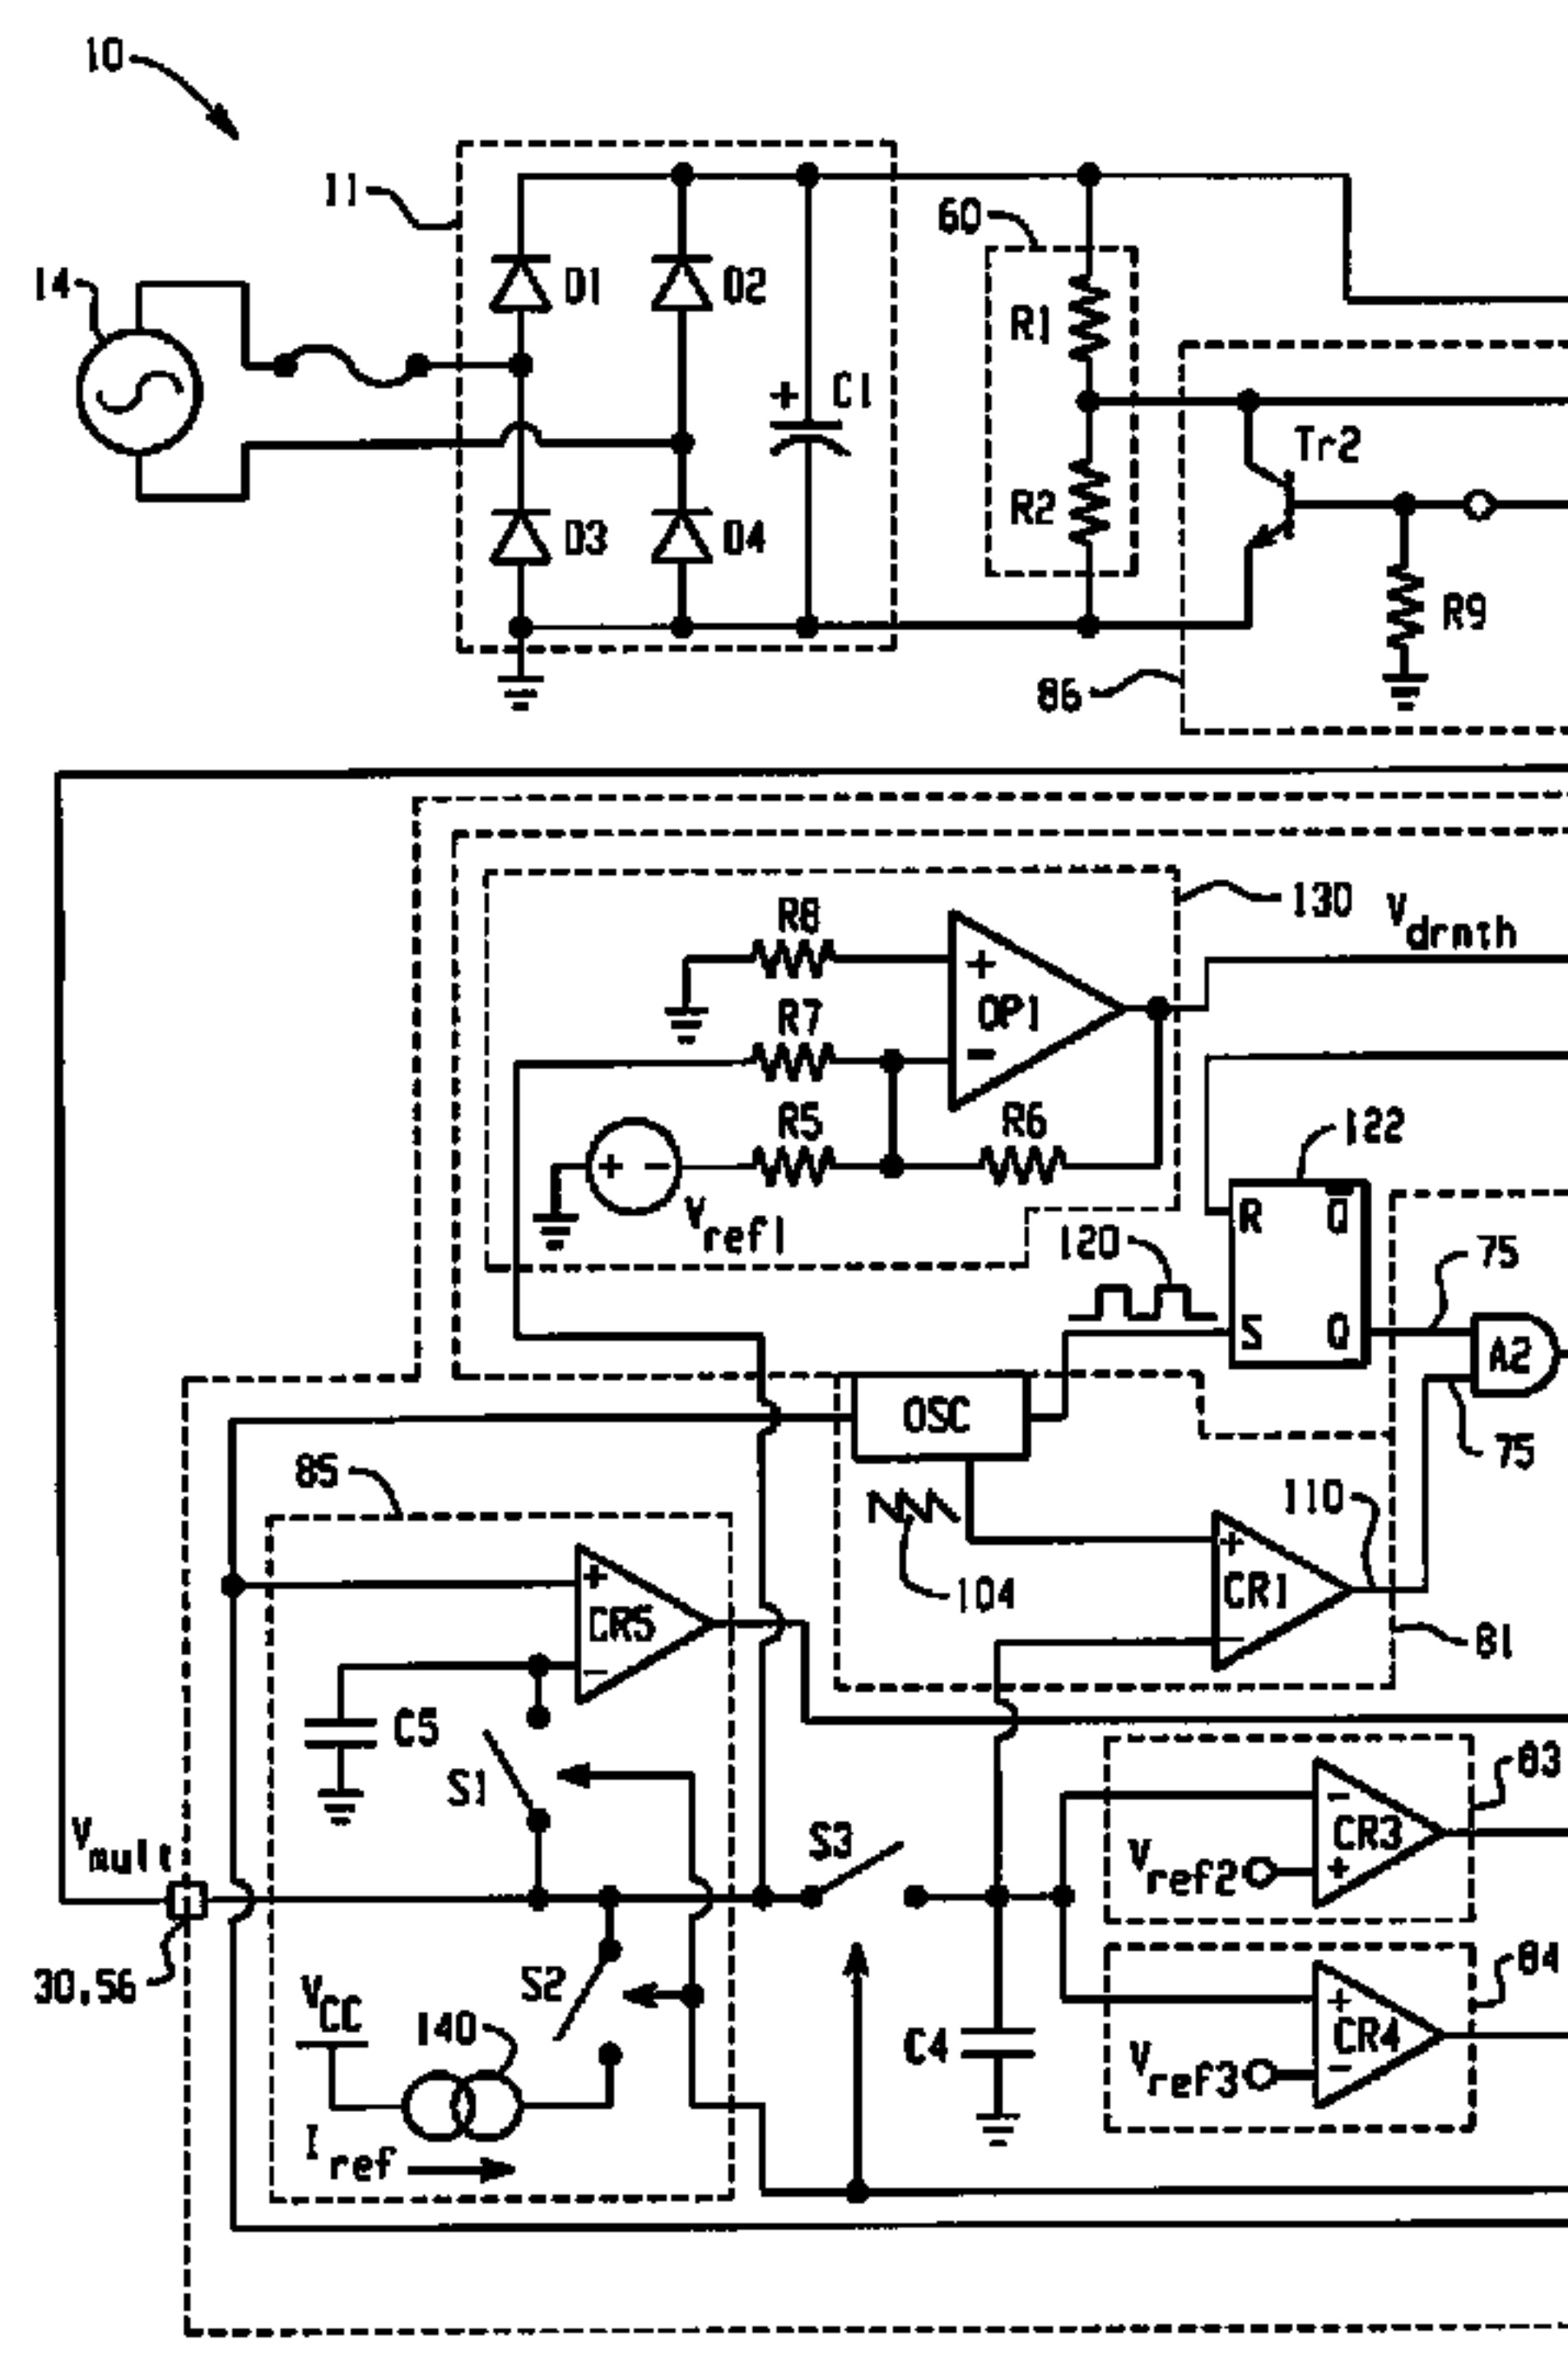 10
11
60
14
D1
D2
R1
C1
Tr2
R2
D3
D4
R9
86
130
Vdrnth
R8
+
OP1
R7
-
R5
R6
+ -
Vref1
122
R
Q̅
120
75
S
Q
A2
OSC
75
85
110
+
104
CR1
+
CR5
-
81
-
C5
S1
83
-
CR3
Vref2
+
S3
Vmult
30,56
84
S2
VCC
140
+
CR4
C4
Vref3
-
Iref